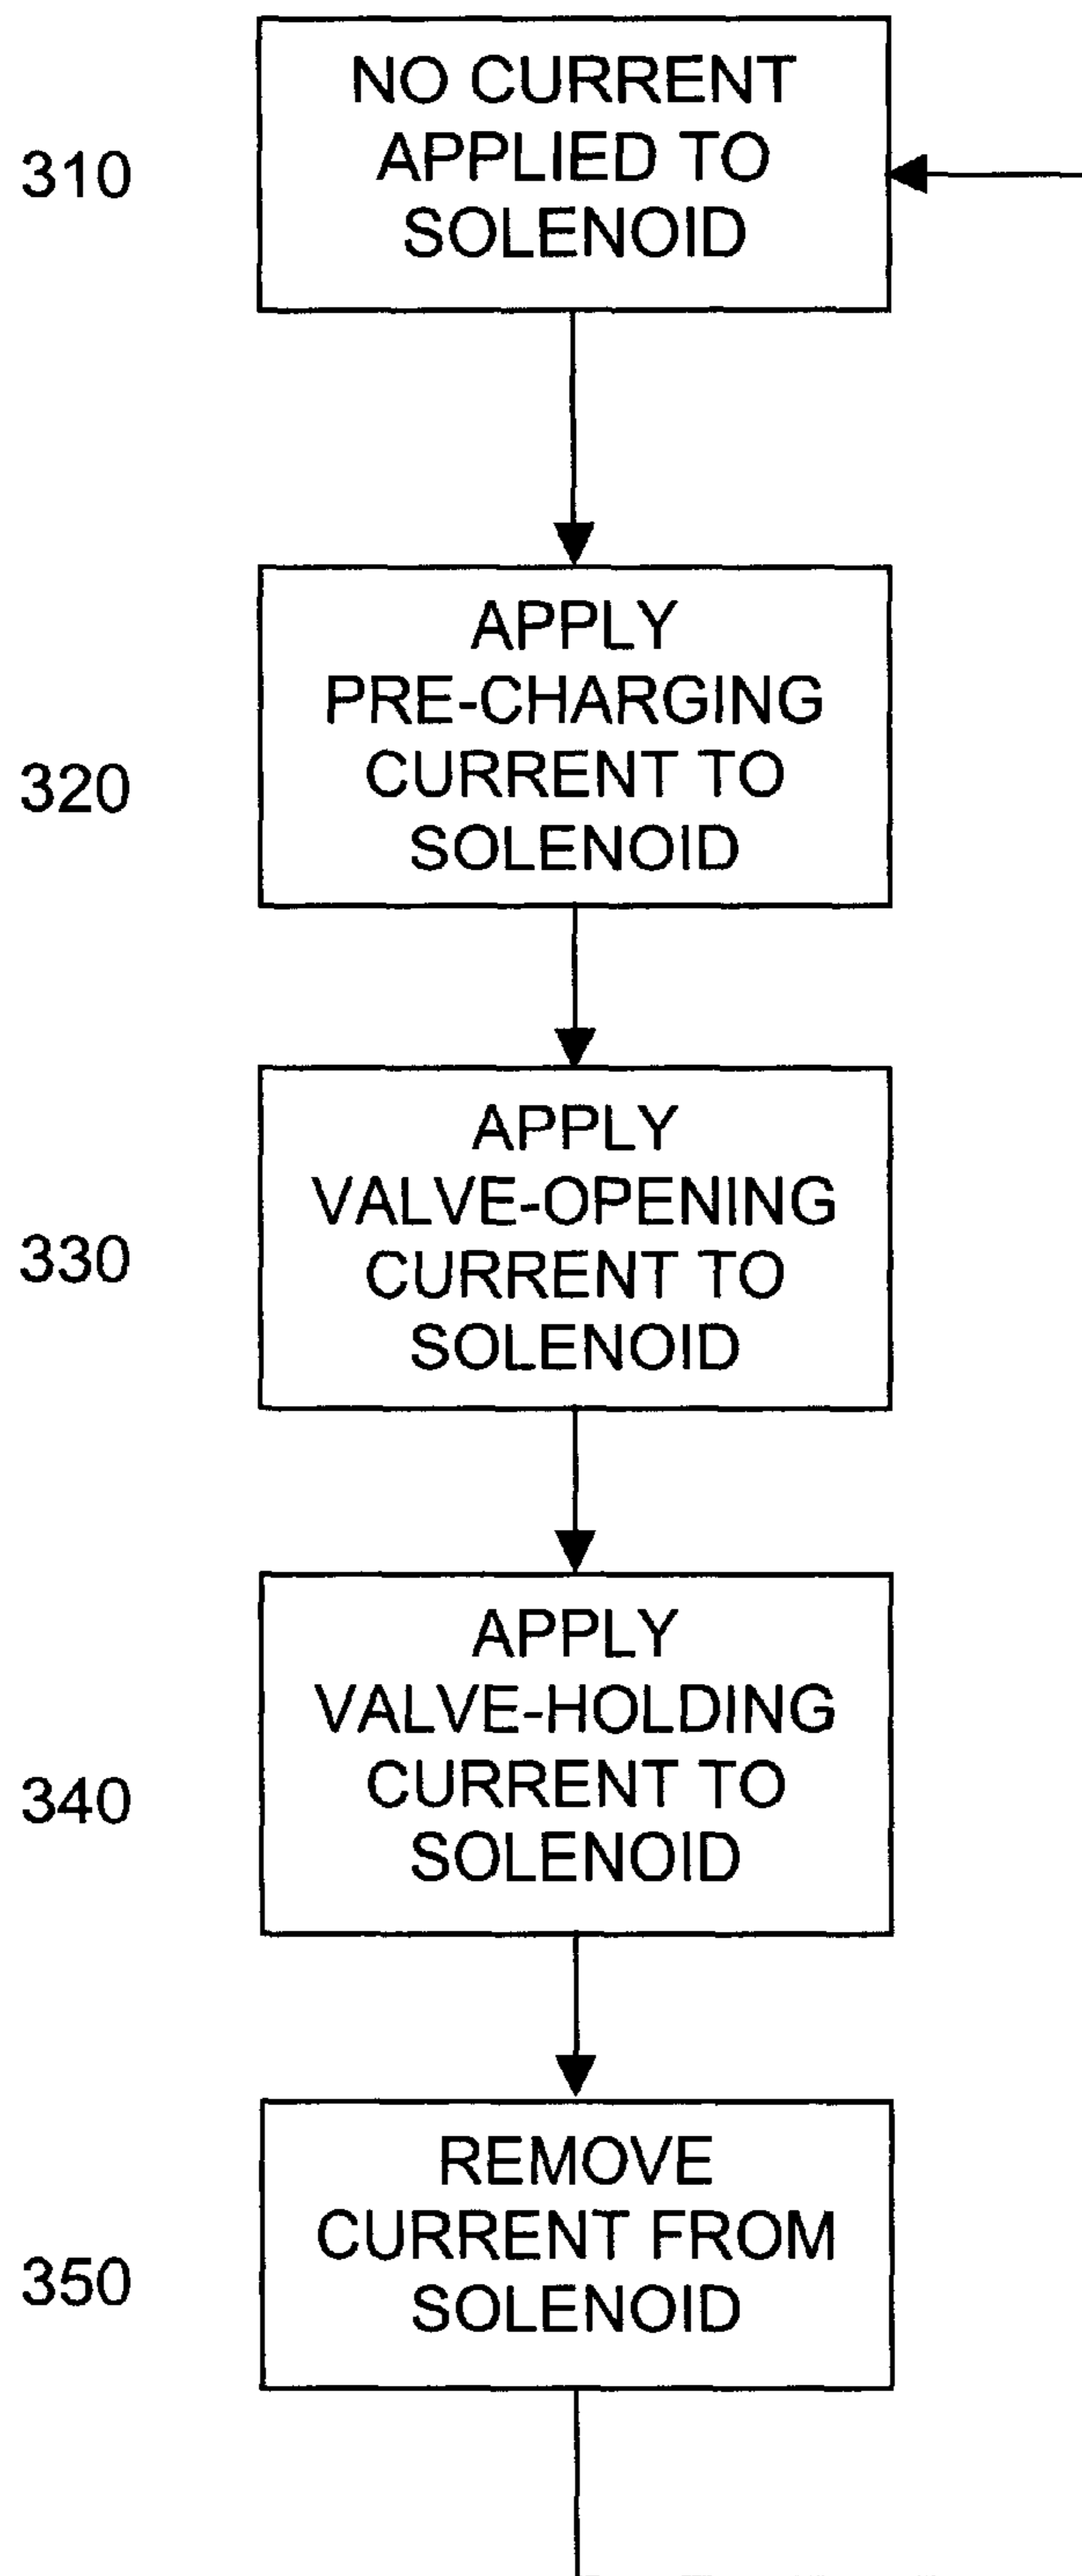 310
NO CURRENT
APPLIED TO
SOLENOID
320
APPLY
PRE-CHARGING
CURRENT TO
SOLENOID
330
APPLY
VALVE-OPENING
CURRENT TO
SOLENOID
340
APPLY
VALVE-HOLDING
CURRENT TO
SOLENOID
350
REMOVE
CURRENT FROM
SOLENOID